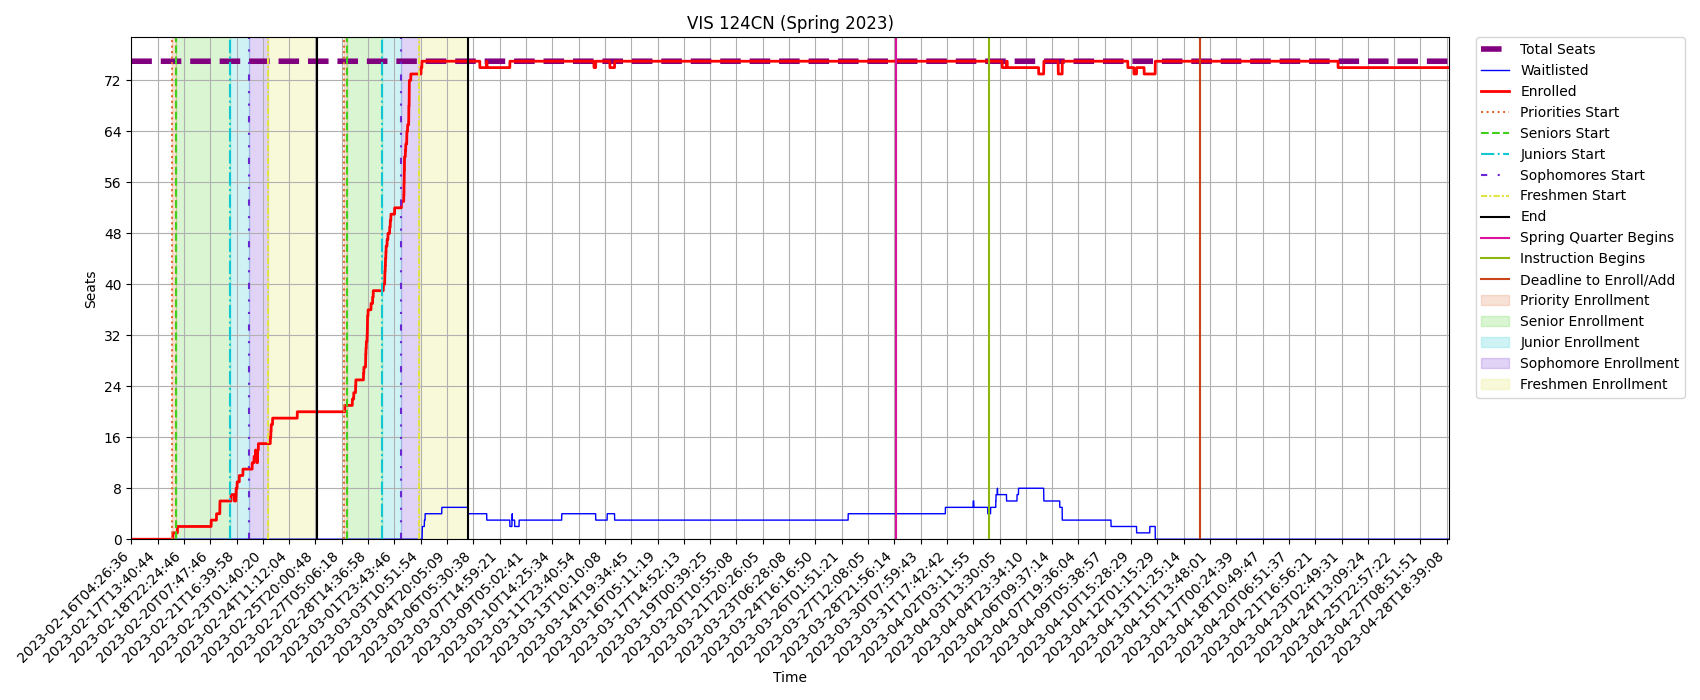 VIS 124CN (Spring 2023)
Seats
72
64
56
48
40
32
24
16
8
0
2023-02-16T04:26:36
2023-02-17T13:40:44
2023-02-18T22:24:46
2023-02-20T07:47:46
2023-02-21T16:39:58
2023-02-23T01:40:20
2023-02-24T11:12:04
2023-02-25T20:00:48
2023-02-27T05:06:18
2023-02-28T14:36:58
2023-03-01T23:43:46
2023-03-03T10:51:54
2023-03-04T20:05:09
2023-03-06T05:30:38
2023-03-07T14:59:21
2023-03-09T05:02:41
2023-03-10T14:25:34
2023-03-11T23:40:54
2023-03-13T10:10:08
2023-03-14T19:34:45
2023-03-16T05:11:19
2023-03-17T14:52:13
2023-03-19T00:39:25
2023-03-20T10:55:08
2023-03-21T20:26:05
2023-03-23T06:28:08
2023-03-24T16:16:50
2023-03-26T01:51:21
2023-03-27T12:08:05
2023-03-28T21:56:14
2023-03-30T07:59:43
2023-03-31T17:42:42
2023-04-02T03:11:55
2023-04-03T13:30:05
2023-04-04T23:34:10
2023-04-06T09:37:14
2023-04-07T19:36:04
2023-04-09T05:38:57
2023-04-10T15:28:29
2023-04-12T01:15:29
2023-04-13T11:25:14
2023-04-15T13:48:01
2023-04-17T00:24:39
2023-04-18T10:49:47
2023-04-20T06:51:37
2023-04-21T16:56:21
2023-04-23T02:49:31
2023-04-24T13:09:24
2023-04-25T22:57:22
2023-04-27T08:51:51
2023-04-28T18:39:08
Time
Total Seats
Waitlisted
Enrolled
Priorities Start
Seniors Start
Juniors Start
Sophomores Start
Freshmen Start
End
Spring Quarter Begins
Instruction Begins
Deadline to Enroll/Add
Priority Enrollment
Senior Enrollment
Junior Enrollment
Sophomore Enrollment
Freshmen Enrollment